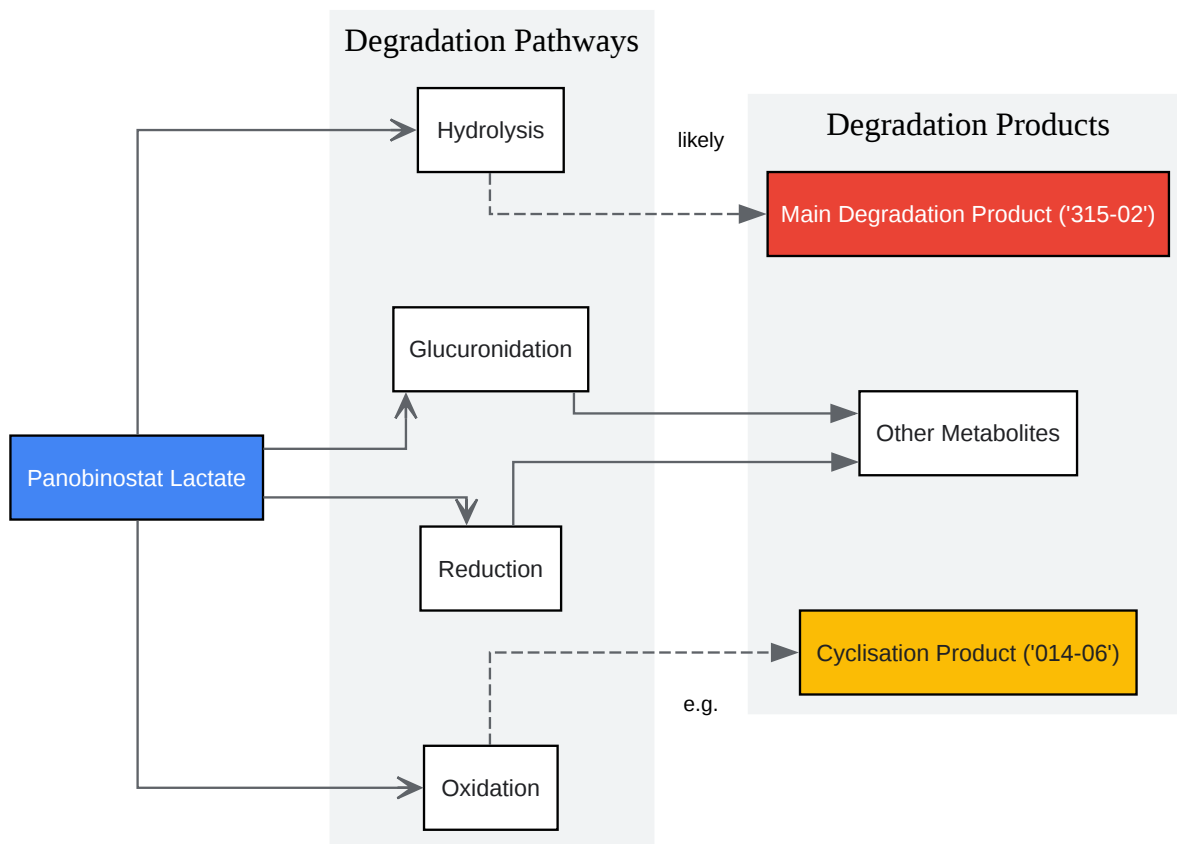 Degradation Pathways
Hydrolysis
likely
Degradation Products
Main Degradation Product ('315-02')
Glucuronidation
Other Metabolites
Panobinostat Lactate
Reduction
Cyclisation Product ('014-06')
e.g.
Oxidation